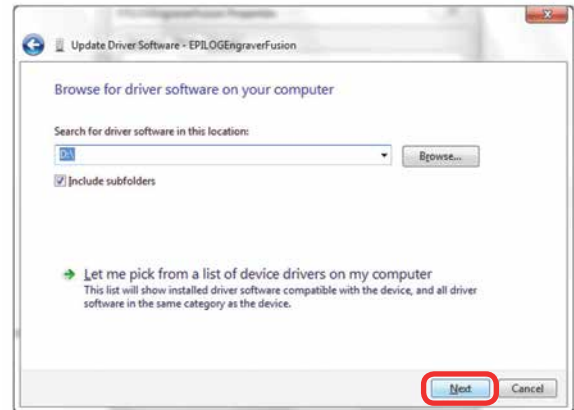 Update Driver Software - EPILOGEngraverFusion
Browse for driver software on your computer
Search for driver software in this location:
D:\
Browse...
Include subfolders
Let me pick from a list of device drivers on my computer
This list will show installed driver software compatible with the device, and all driver
software in the same category as the device.
Next
Cancel